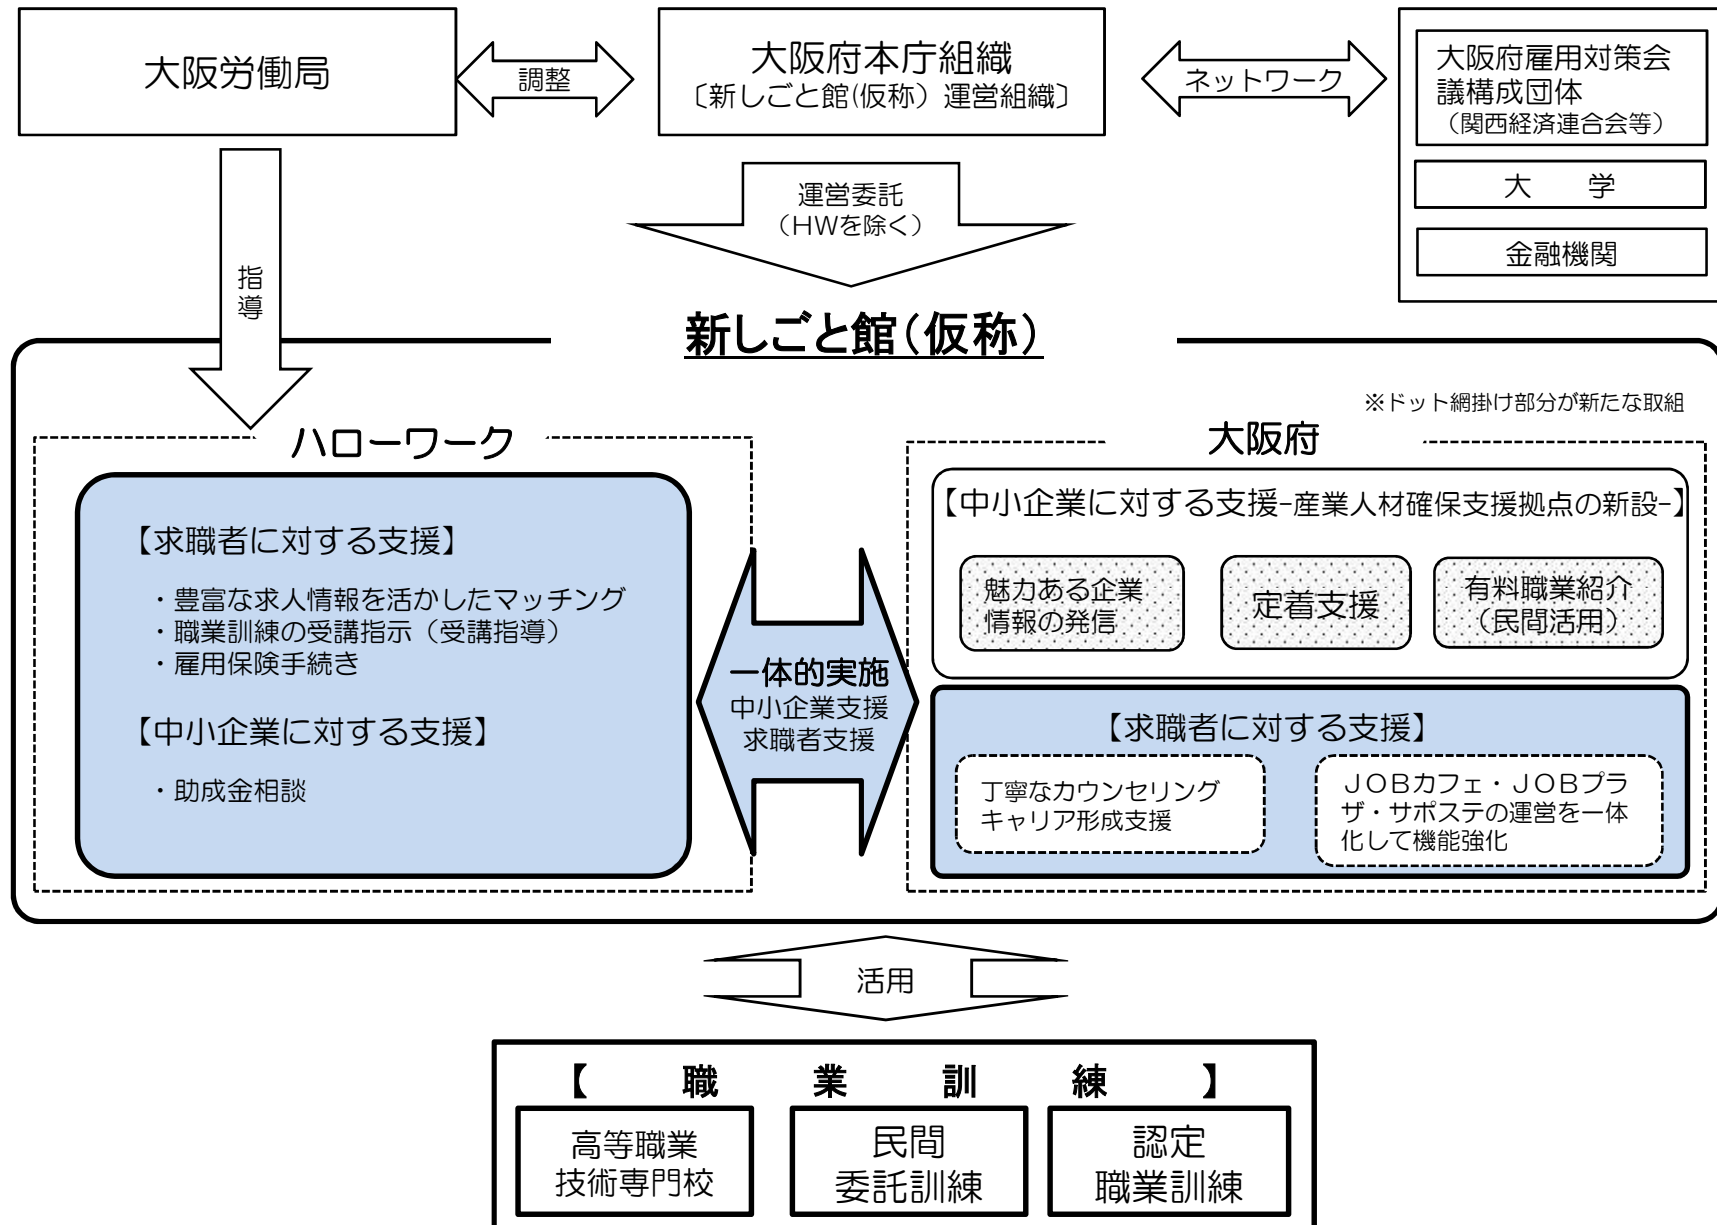 大阪労働局
調整
大阪府本庁組織
〔新しごと館(仮称）運営組織〕
ネットワーク
大阪府雇用対策会
議構成団体
（関西経済連合会等）
大　学
金融機関
指
導
運営委託
（HWを除く）
新しごと館（仮称）
※ドット網掛け部分が新たな取組
ハローワーク
【求職者に対する支援】
・豊富な求人情報を活かしたマッチング
・職業訓練の受講指示（受講指導）
・雇用保険手続き
【中小企業に対する支援】
・助成金相談
一体的実施
中小企業支援
求職者支援
大阪府
【中小企業に対する支援-産業人材確保支援拠点の新設-】
魅力ある企業
情報の発信
定着支援
有料職業紹介
（民間活用）
【求職者に対する支援】
丁寧なカウンセリング
キャリア形成支援
ＪＯＢカフェ・ＪＯＢプラ
ザ・サポステの運営を一体
化して機能強化
活用
【　職　業　訓　練　】
高等職業
技術専門校
民間
委託訓練
認定
職業訓練